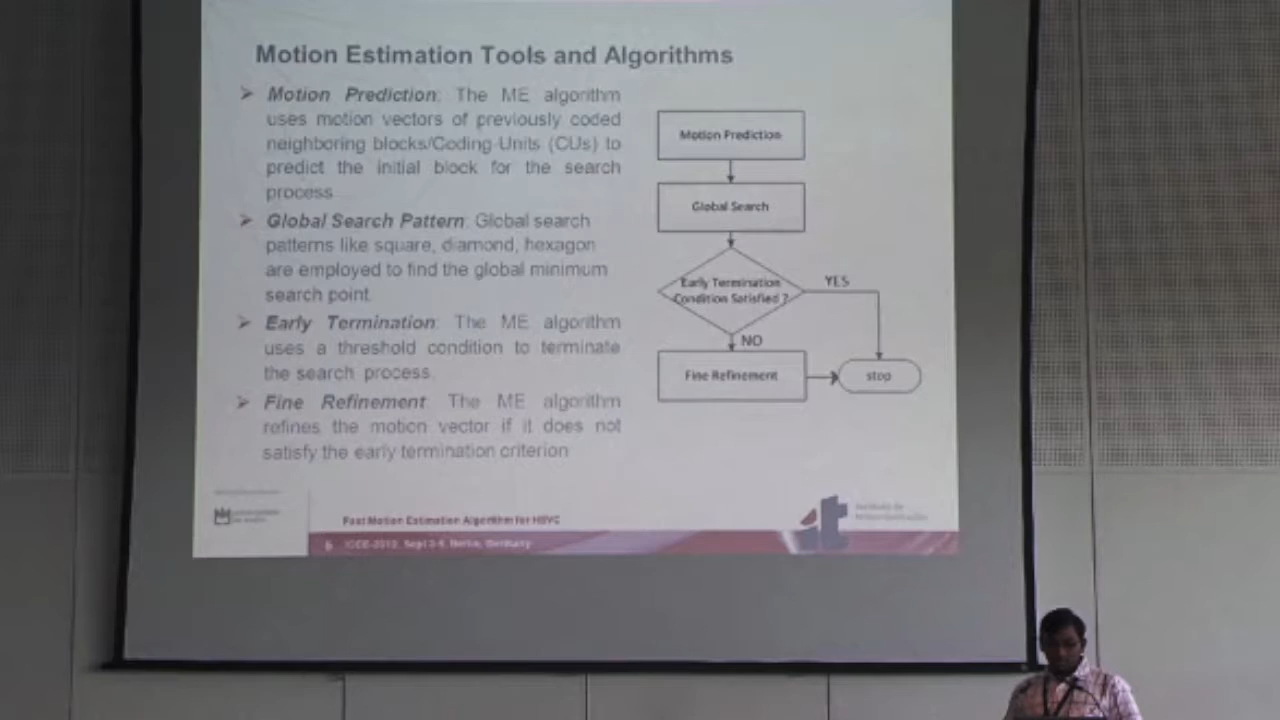 Motion Estimation Tools and Algorithms
➢ Motion Prediction: The ME algorithm
uses motion vectors of previously coded
neighboring blocks/Coding-Units (CUs) to
predict the initial block for the search
process.
➢ Global Search Pattern: Global search
patterns like square, diamond, hexagon
are employed to find the global minimum
search point.
➢ Early Termination: The ME algorithm
uses a threshold condition to terminate
the search process.
➢ Fine Refinement: The ME algorithm
refines the motion vector if it does not
satisfy the early termination criterion
Motion Prediction
Global Search
Early Termination
Condition Satisfied ?
YES
NO
Fine Refinement
stop
Fast Motion Estimation Algorithm for HEVC
6
Berlin, Germany
it